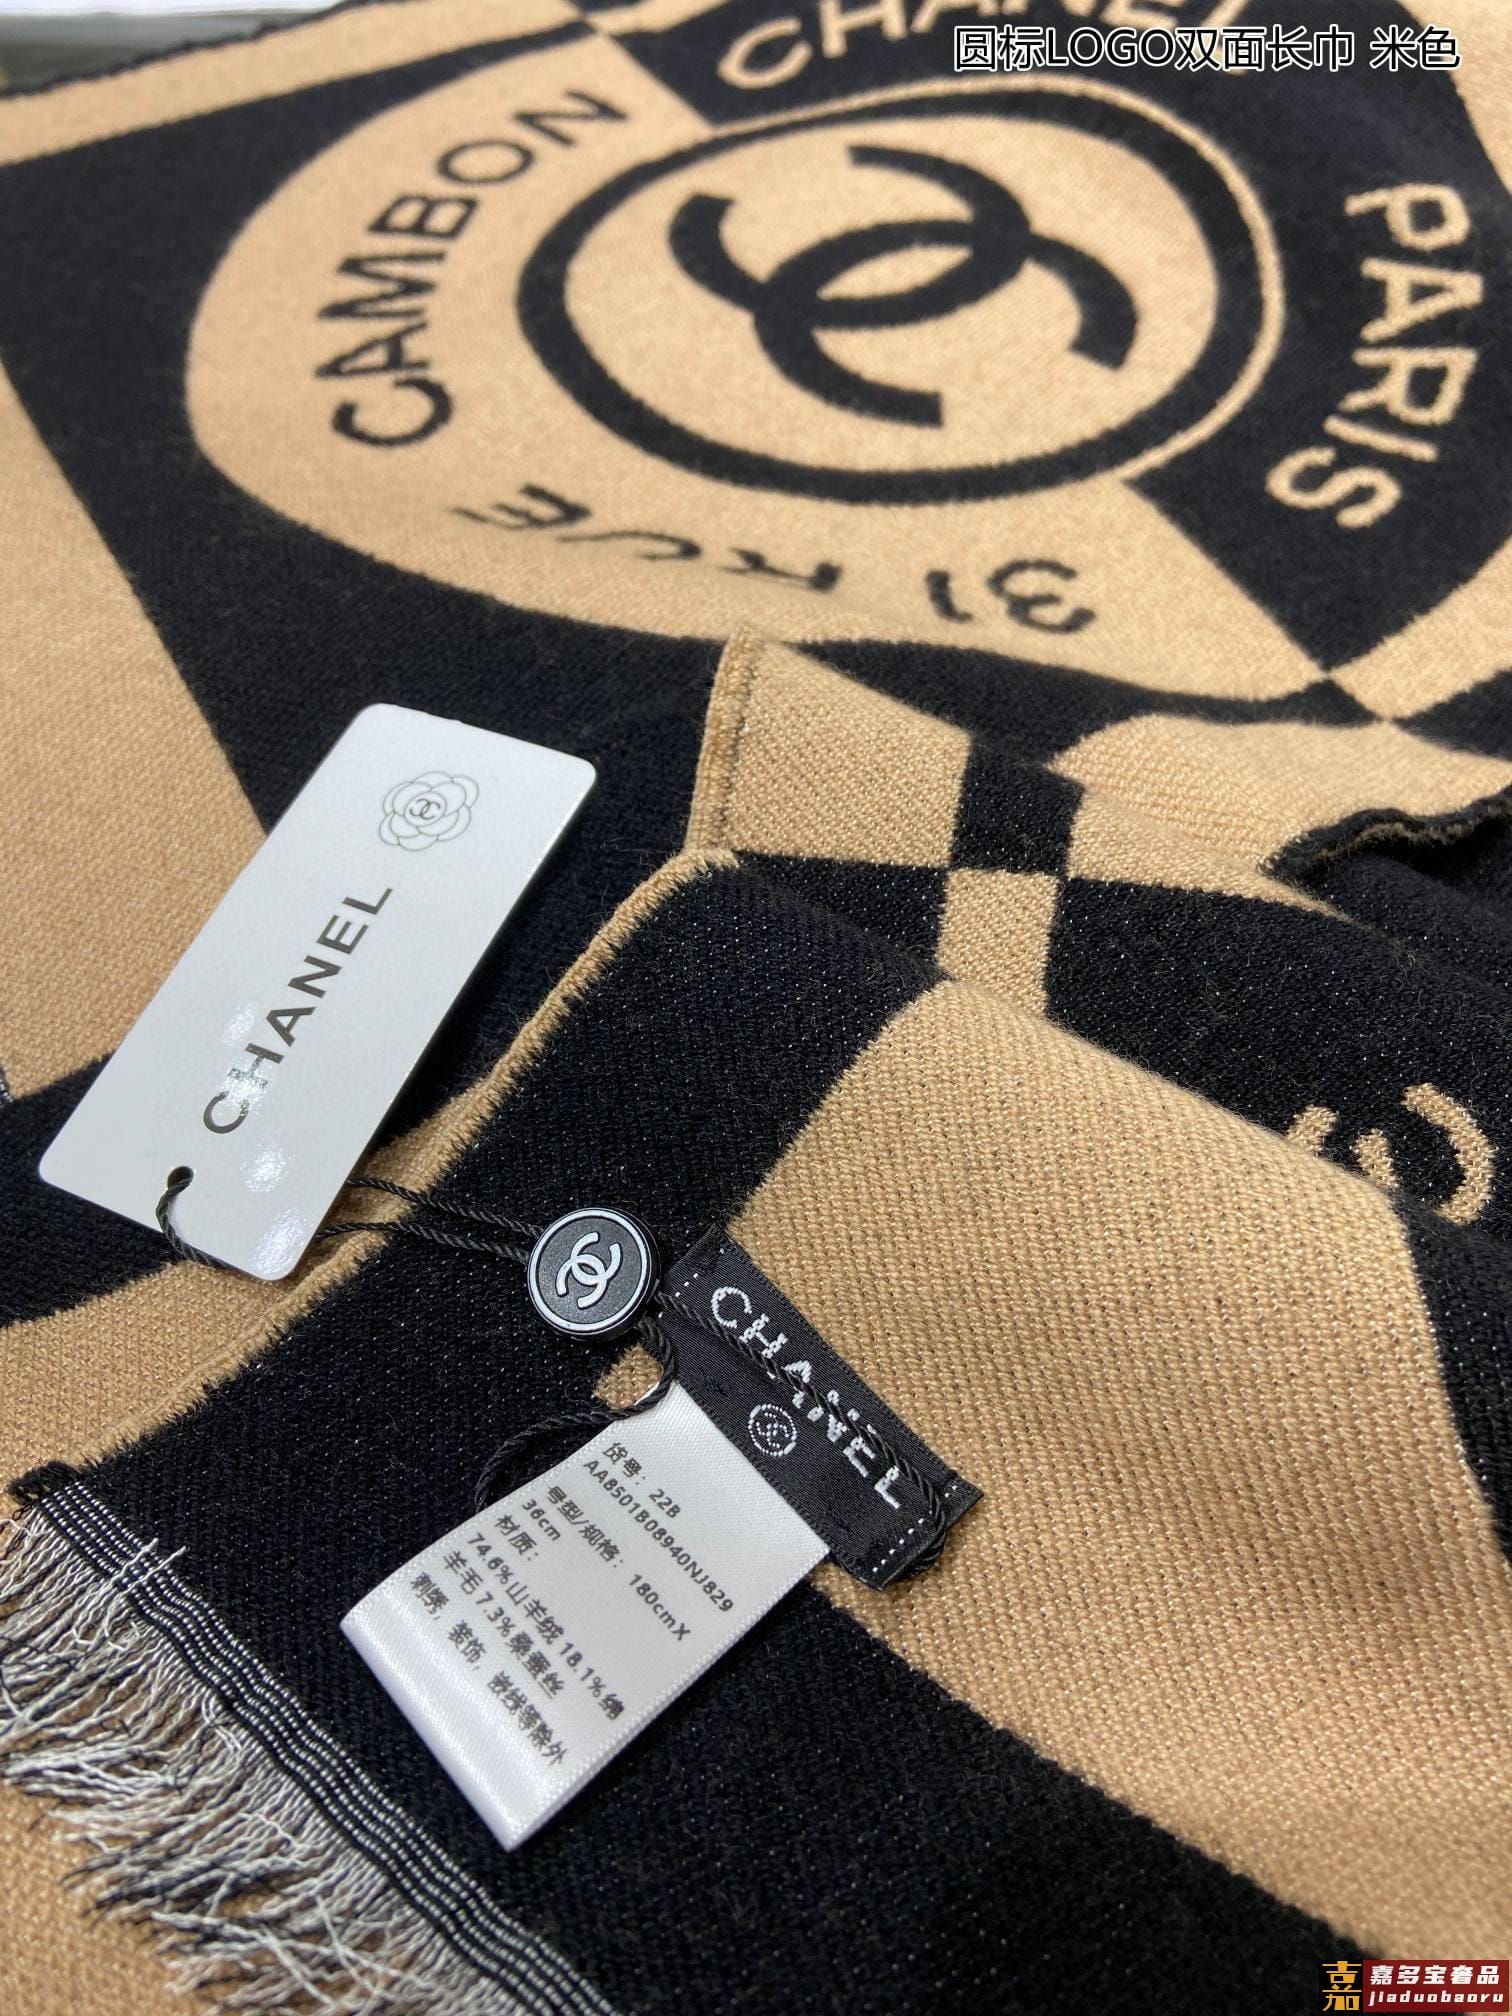 圆标LOGO双面长巾 米色
CHANEL
CAMBON
PARIS
31 RUE
CHANEL
CHANEL
货号：22B
AA8501B08940NJ829
号型/规格：180cmX
36cm
材质：
74.6%山羊绒 18.1%绵
羊毛 7.3%桑蚕丝
刺绣，装饰，嵌线等除外
嘉多宝奢品
jiaduobaoru